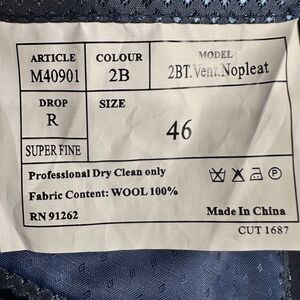 ARTICLE COLOUR MODEL
M40901 2B 2BT.Vent.Nopleat
DROP SIZE
R 46
SUPER FINE
Professional Dry Clean only
Fabric Content: WOOL 100%
RN 91262 Made In China
CUT 1687